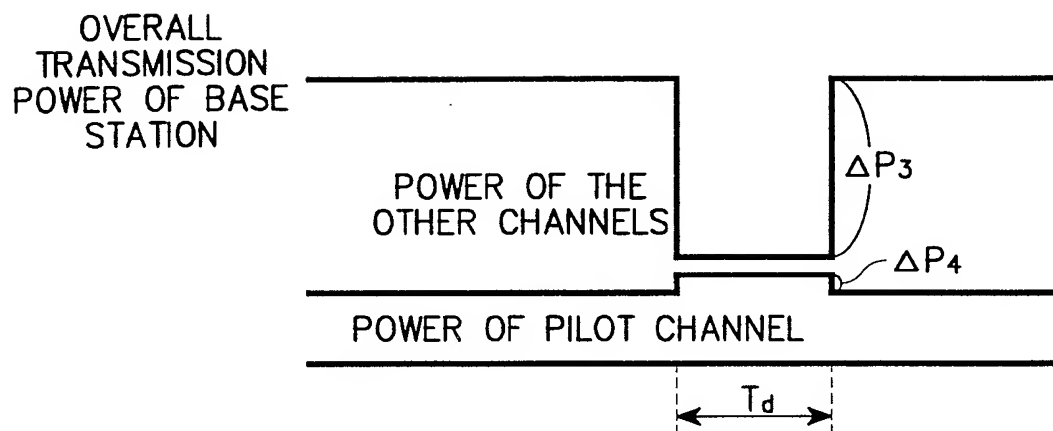 OVERALL
TRANSMISSION
POWER OF BASE
STATION
POWER OF THE
OTHER CHANNELS
ΔP3
ΔP4
POWER OF PILOT CHANNEL
Td